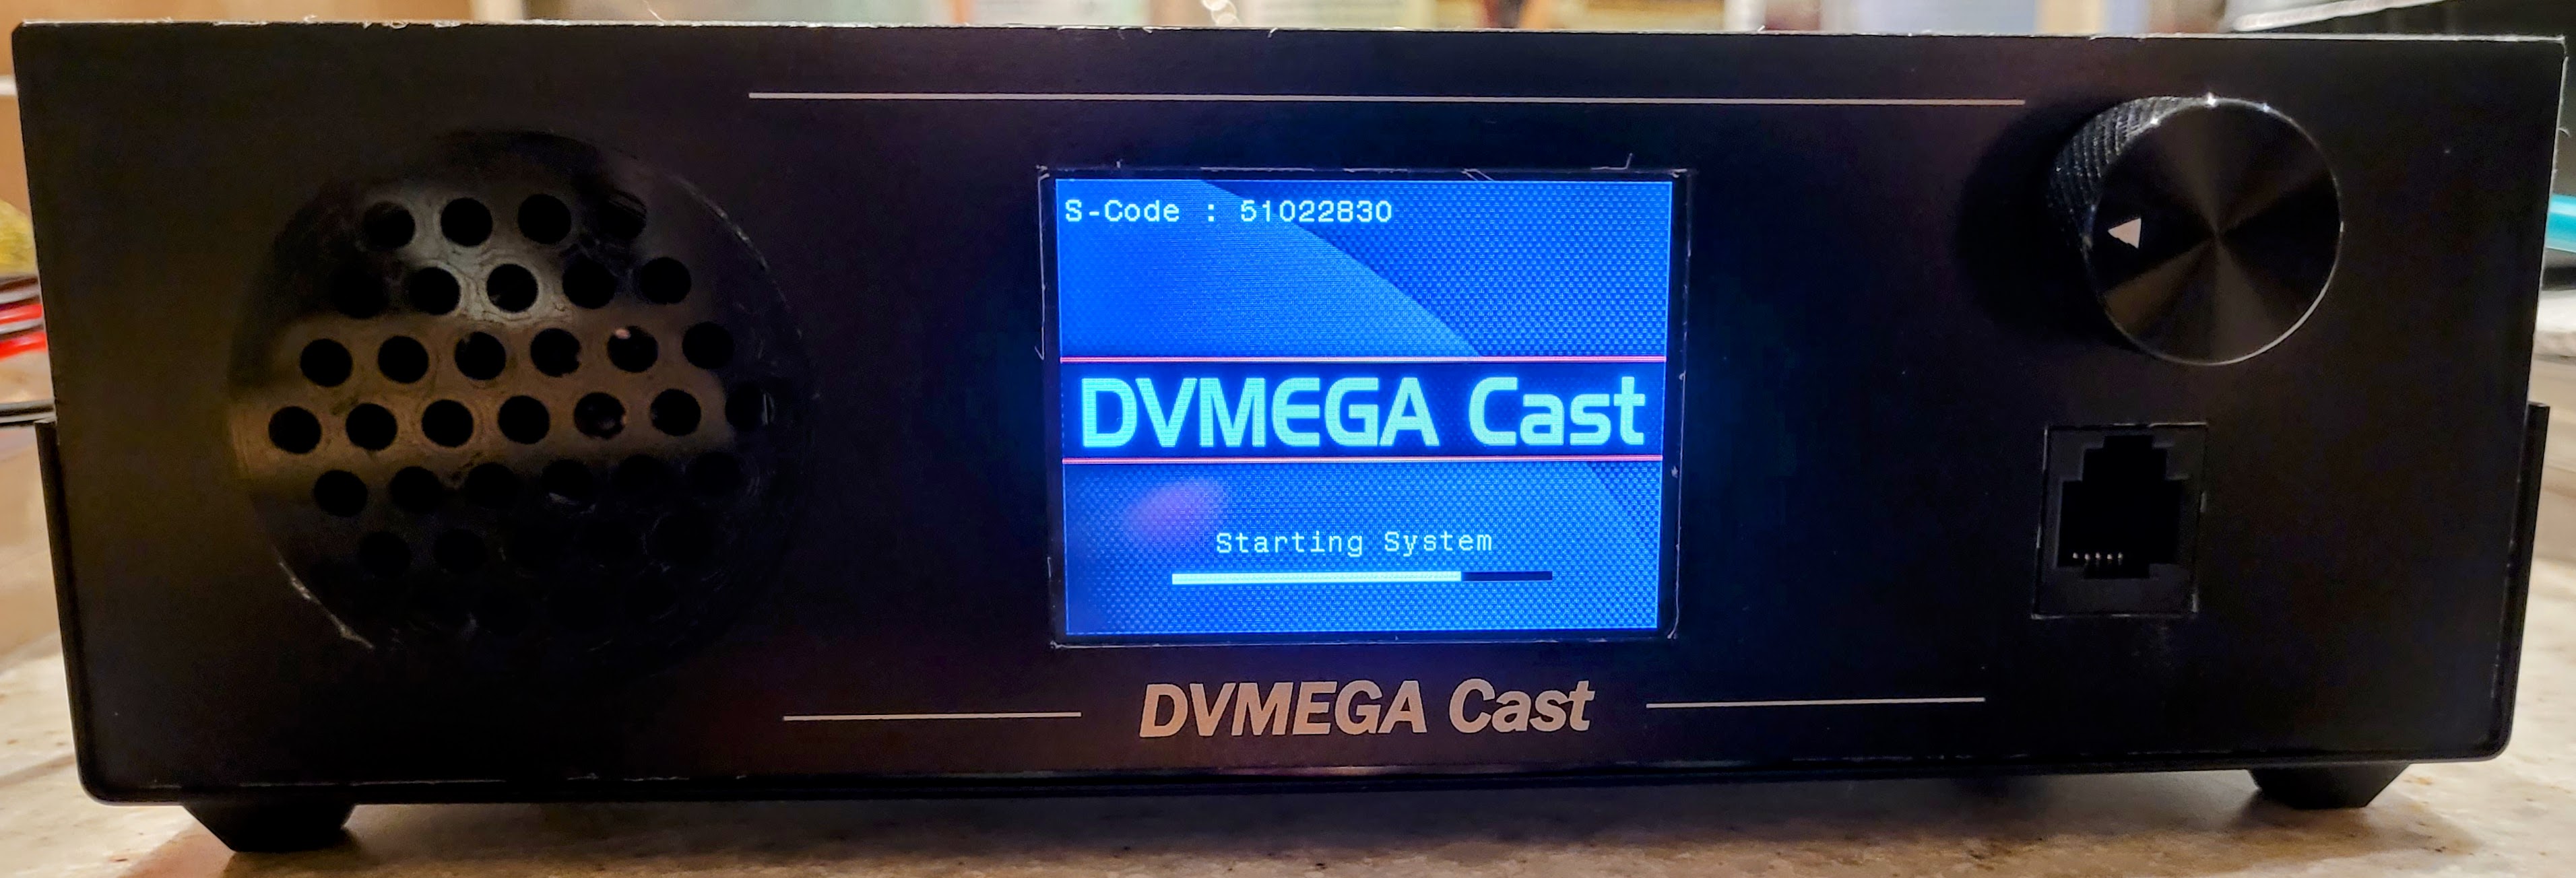 S-Code : 51022830
DVMEGA Cast
Starting System
DVMEGA Cast